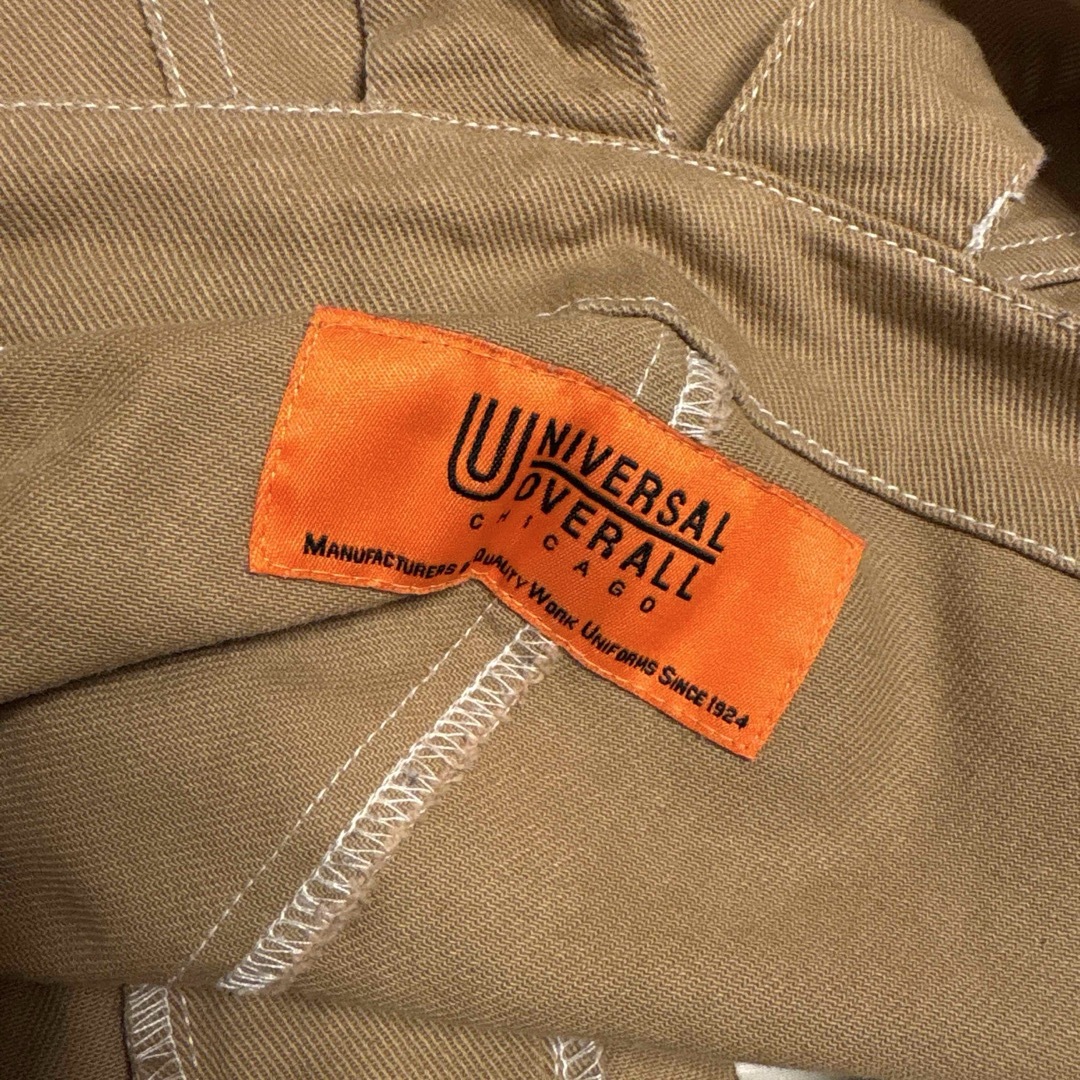 UNIVERSAL
OVERALL
CHICAGO
MANUFACTURERS QUALITY WORK UNIFORMS SINCE 1924